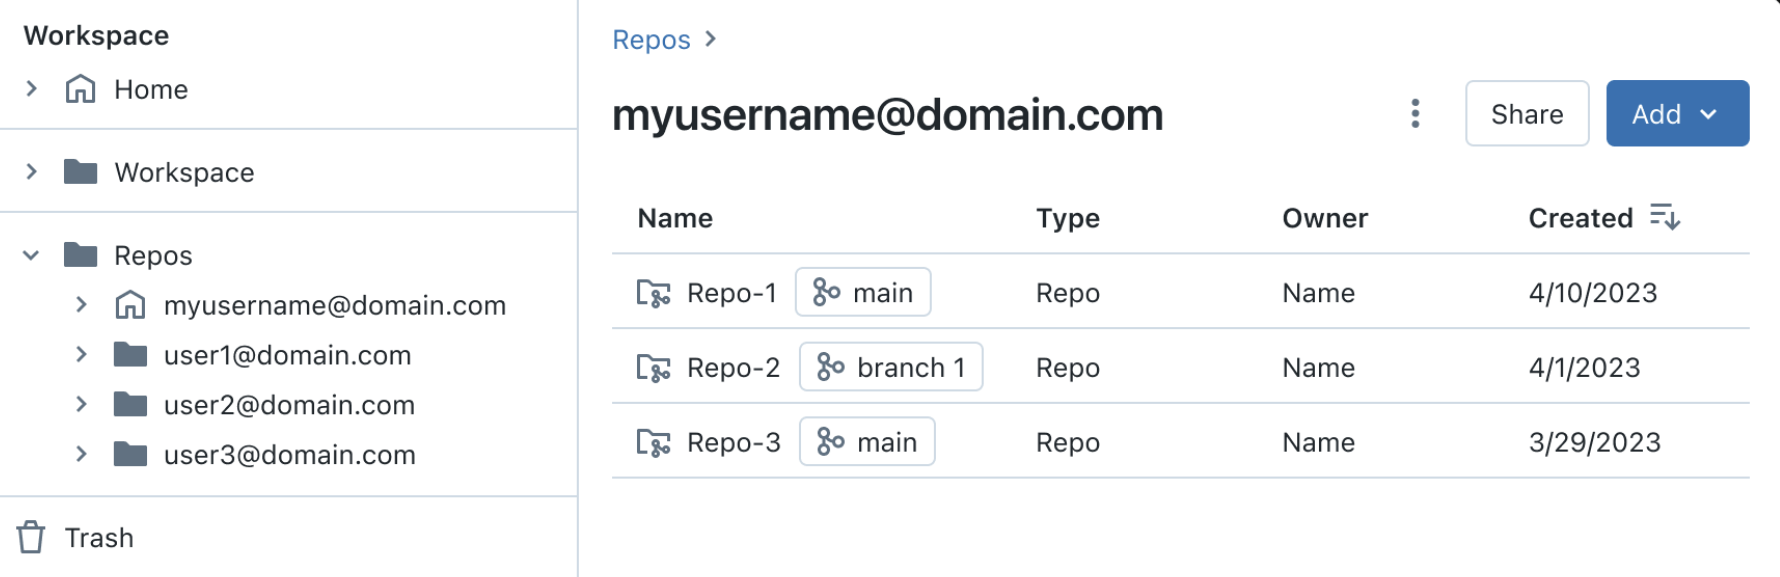 Workspace
Home
Workspace
Repos
myusername@domain.com
user1@domain.com
user2@domain.com
user3@domain.com
Trash
Repos
myusername@domain.com
Share Add
Name Type Owner Created
Repo-1 main Repo Name 4/10/2023
Repo-2 branch 1 Repo Name 4/1/2023
Repo-3 main Repo Name 3/29/2023